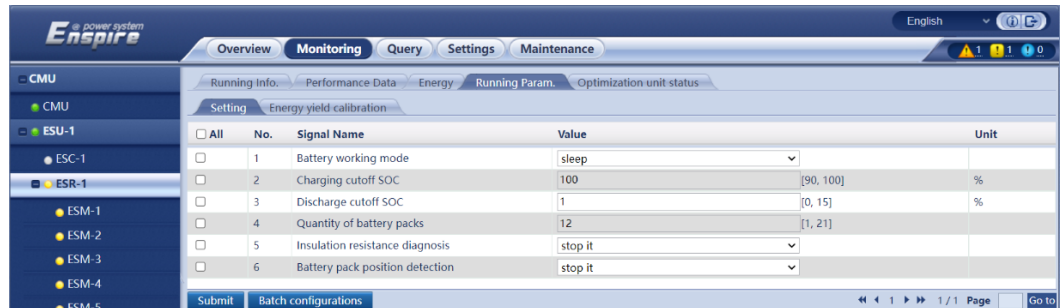 Enspire @ power system
English
Overview Monitoring Query Settings Maintenance
1 1 0
CMU
CMU
ESU-1
ESC-1
ESR-1
ESM-1
ESM-2
ESM-3
ESM-4
ESM-5
Running Info. Performance Data Energy Running Param. Optimization unit status
Setting Energy yield calibration
All No. Signal Name Value Unit
1 Battery working mode sleep
2 Charging cutoff SOC 100 [90, 100] %
3 Discharge cutoff SOC 1 [0, 15] %
4 Quantity of battery packs 12 [1, 21]
5 Insulation resistance diagnosis stop it
6 Battery pack position detection stop it
Submit Batch configurations 1 1 / 1 Page Go to